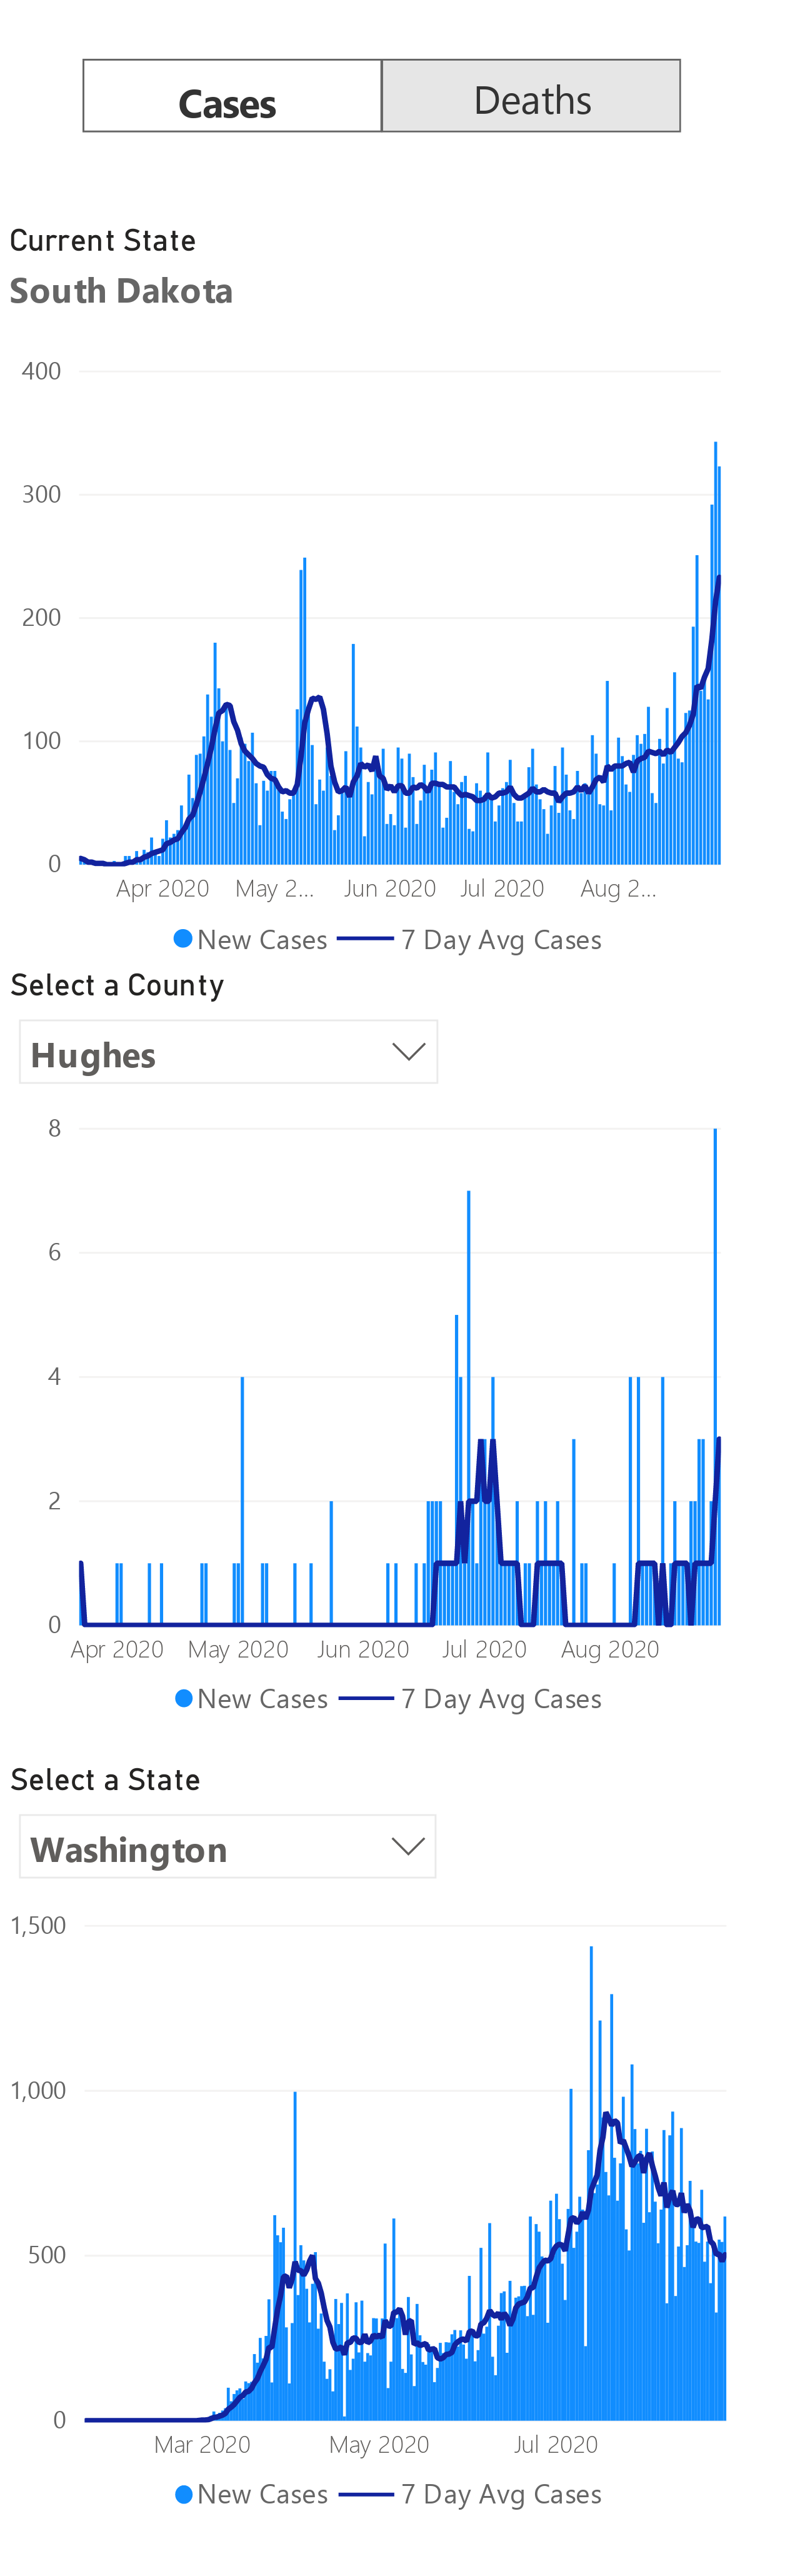 Cases Deaths
Current State
South Dakota
400
300
200
100
0
Apr 2020 May 2... Jun 2020 Jul 2020 Aug 2...
New Cases 7 Day Avg Cases
Select a County
Hughes
8
6
4
2
0
Apr 2020 May 2020 Jun 2020 Jul 2020 Aug 2020
New Cases 7 Day Avg Cases
Select a State
Washington
1,500
1,000
500
0
Mar 2020 May 2020 Jul 2020
New Cases 7 Day Avg Cases